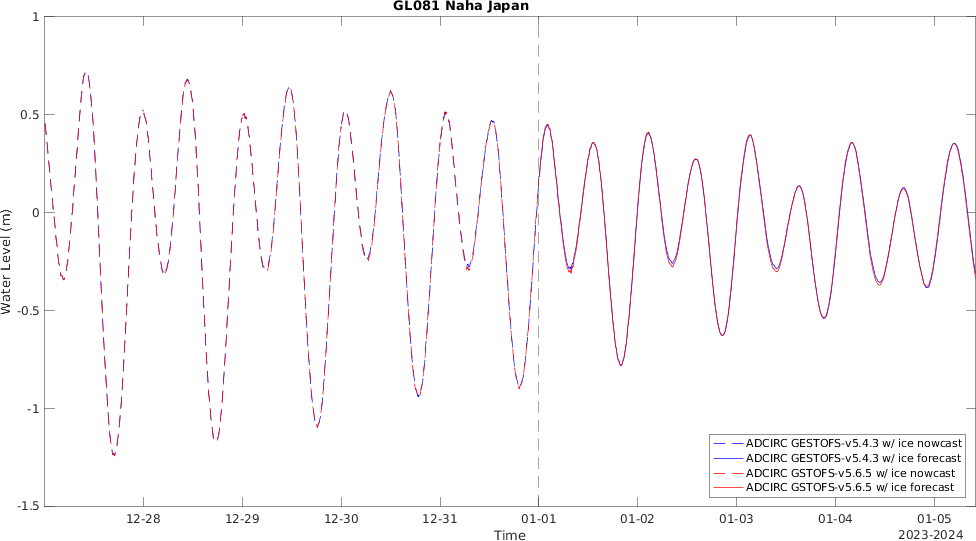 GL081 Naha Japan
1
0.5
0
-0.5
-1
-1.5
Water Level (m)
ADCIRC GESTOFS-v5.4.3 w/ ice nowcast
ADCIRC GESTOFS-v5.4.3 w/ ice forecast
ADCIRC GSTOFS-v5.6.5 w/ ice nowcast
ADCIRC GSTOFS-v5.6.5 w/ ice forecast
12-28 12-29 12-30 12-31 01-01 01-02 01-03 01-04 01-05
Time
2023-2024